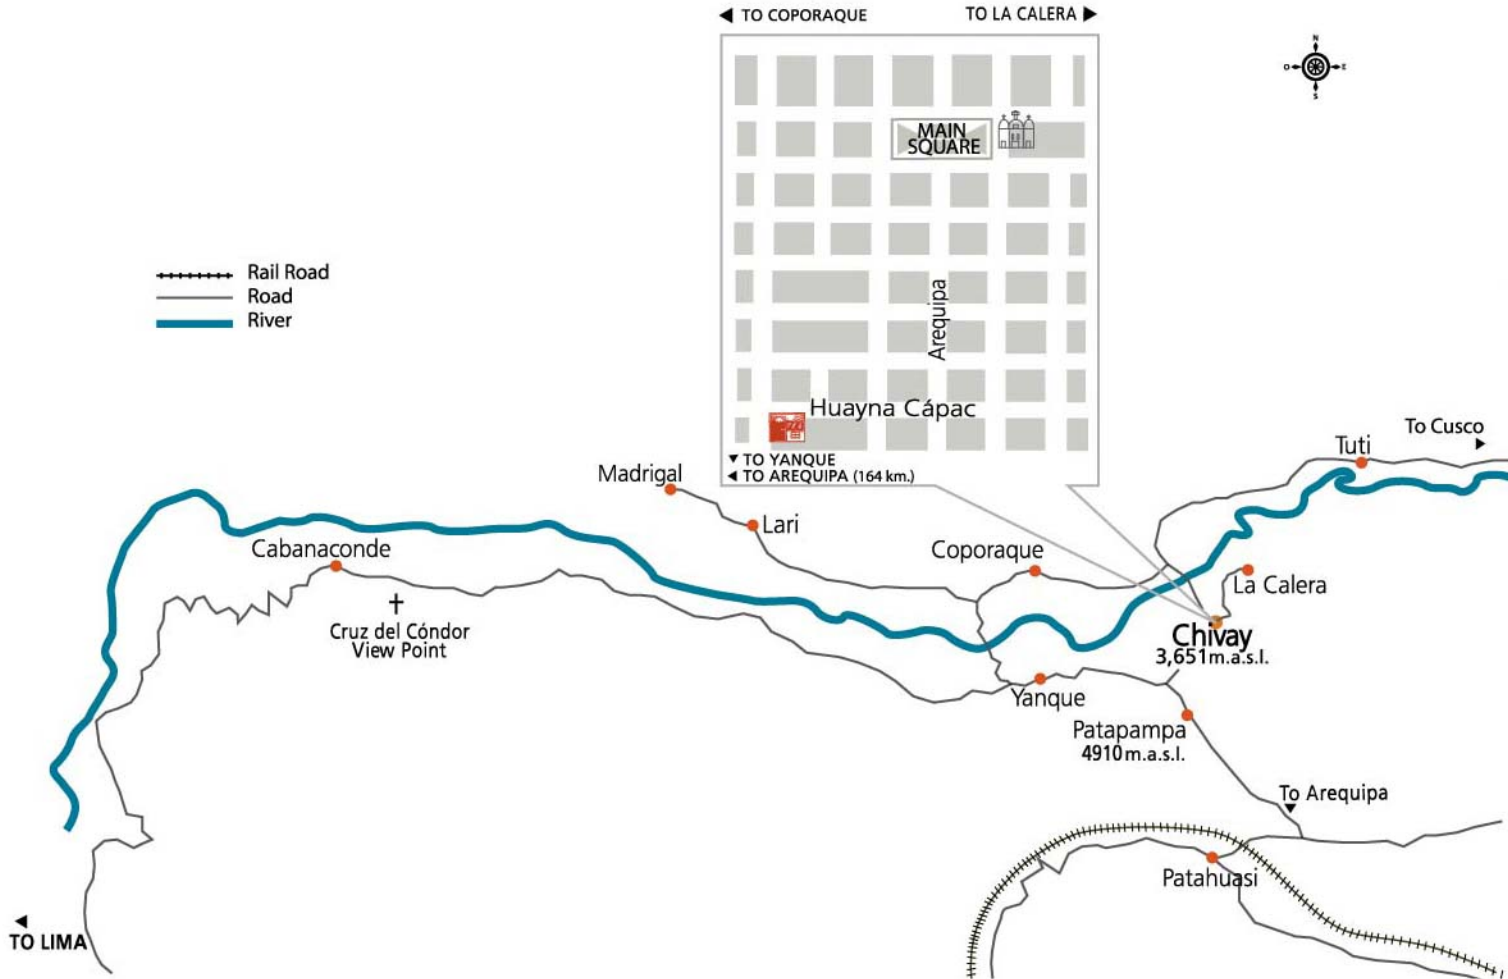 TO COPORAQUE
TO LA CALERA
N
O
E
S
MAIN
SQUARE
Rail Road
Road
River
Arequipa
Huayna Cápac
TO YANQUE
TO AREQUIPA (164 km.)
To Cusco
Tuti
Madrigal
Lari
Cabanaconde
Coporaque
La Calera
Cruz del Cóndor
View Point
Chivay
3,651m.a.s.l.
Yanque
Patapampa
4910m.a.s.l.
To Arequipa
Patahuasi
TO LIMA